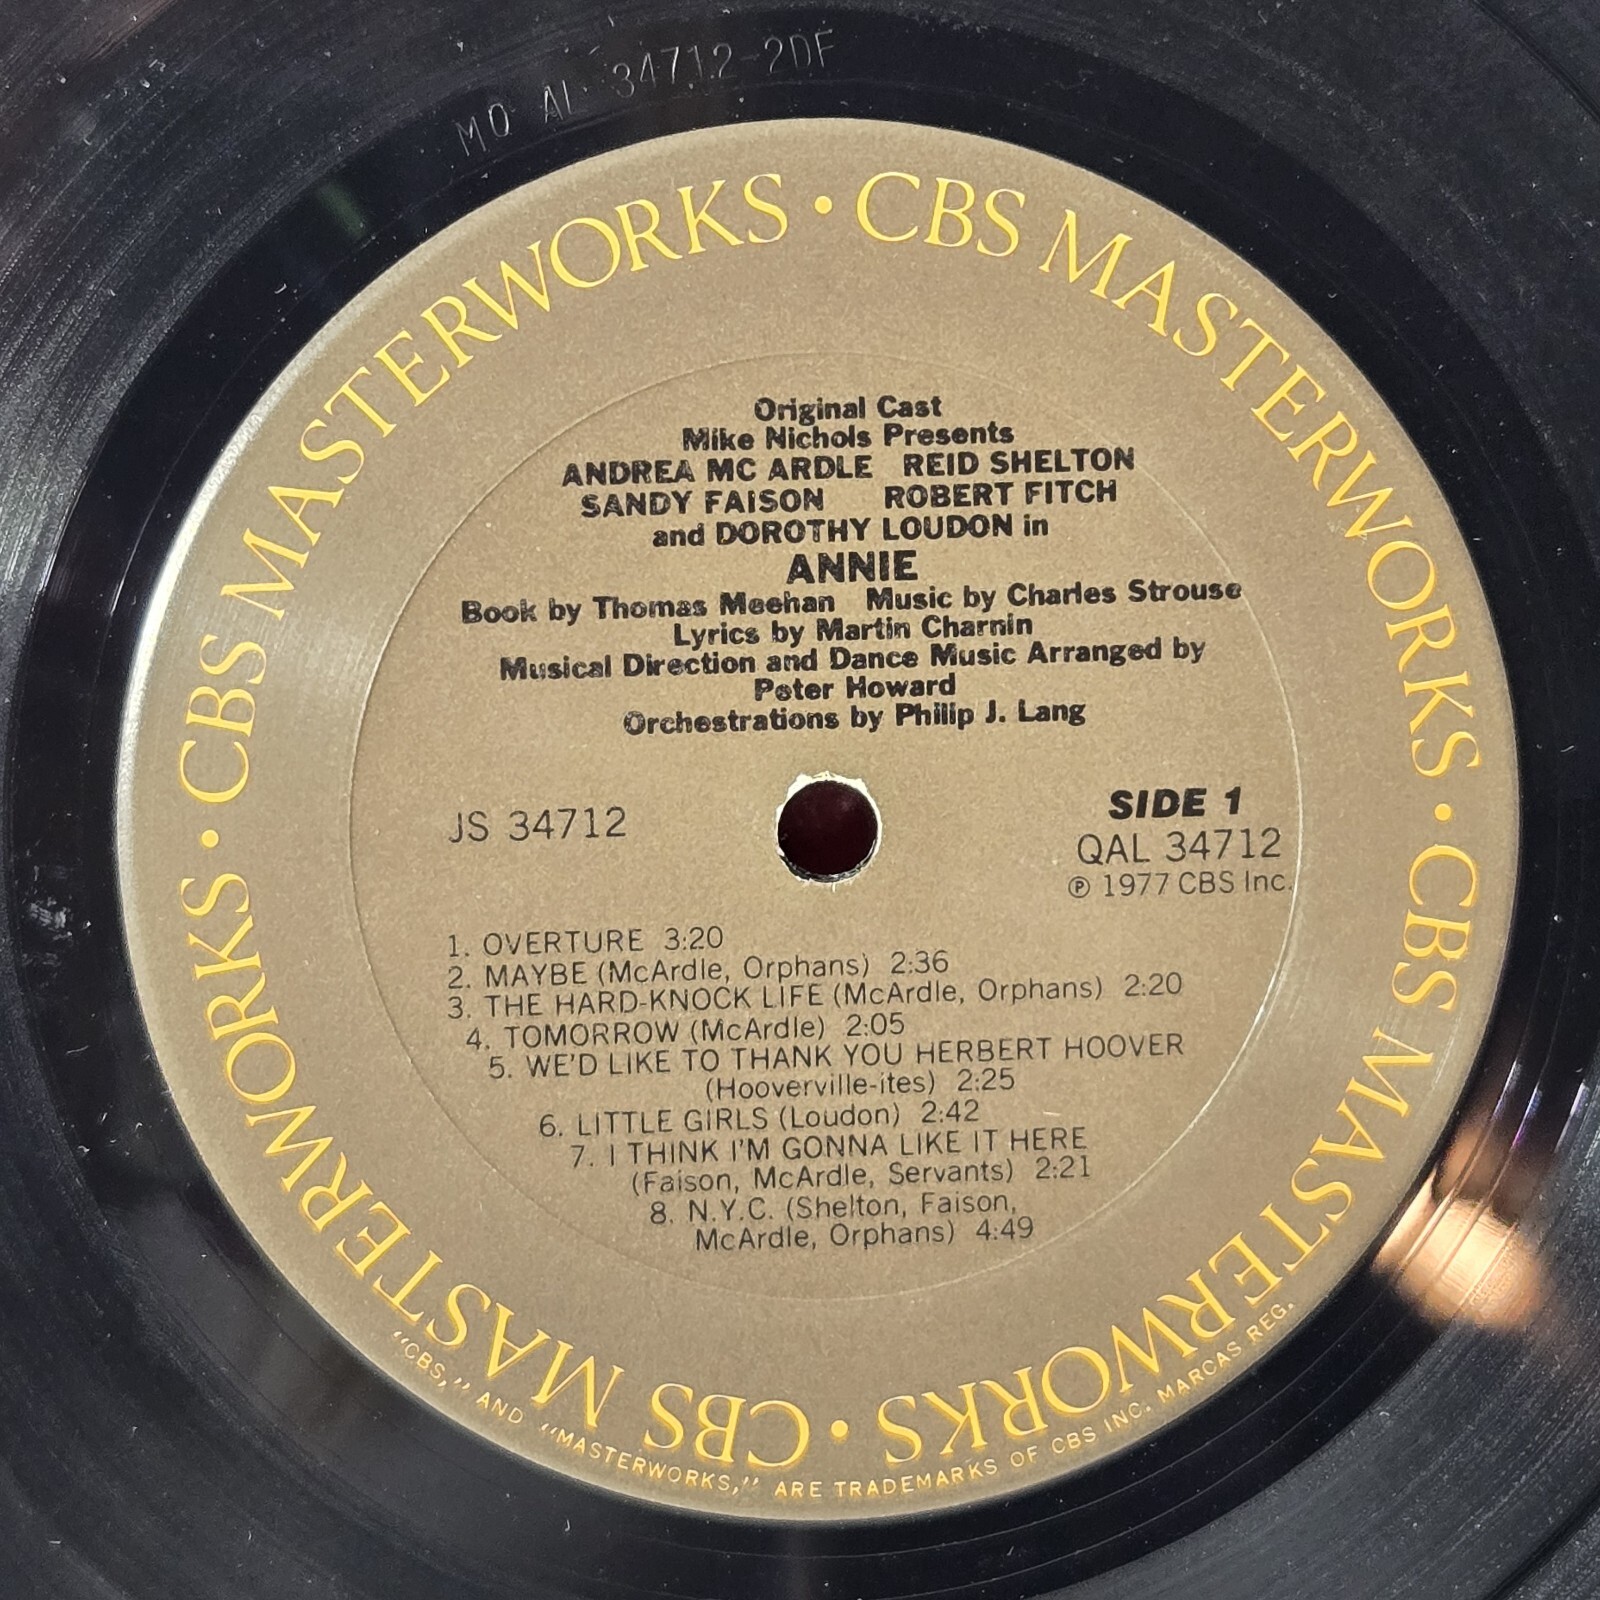 MO AL 34712-2DF
CBS MASTERWORKS · CBS MASTERWORKS · CBS MASTERWORKS · CBS MASTERWORKS ·
Original Cast
Mike Nichols Presents
ANDREA MC ARDLE REID SHELTON
SANDY FAISON ROBERT FITCH
and DOROTHY LOUDON in
ANNIE
Book by Thomas Meehan Music by Charles Strouse
Lyrics by Martin Charnin
Musical Direction and Dance Music Arranged by
Peter Howard
Orchestrations by Philip J. Lang
JS 34712
SIDE 1
QAL 34712
℗ 1977 CBS Inc.
1. OVERTURE 3:20
2. MAYBE (McArdle, Orphans) 2:36
3. THE HARD-KNOCK LIFE (McArdle, Orphans) 2:20
4. TOMORROW (McArdle) 2:05
5. WE'D LIKE TO THANK YOU HERBERT HOOVER
(Hooverville-ites) 2:25
6. LITTLE GIRLS (Loudon) 2:42
7. I THINK I'M GONNA LIKE IT HERE
(Faison, McArdle, Servants) 2:21
8. N.Y.C. (Shelton, Faison,
McArdle, Orphans) 4:49
"CBS," AND "MASTERWORKS," ARE TRADEMARKS OF CBS INC. MARCAS REG.